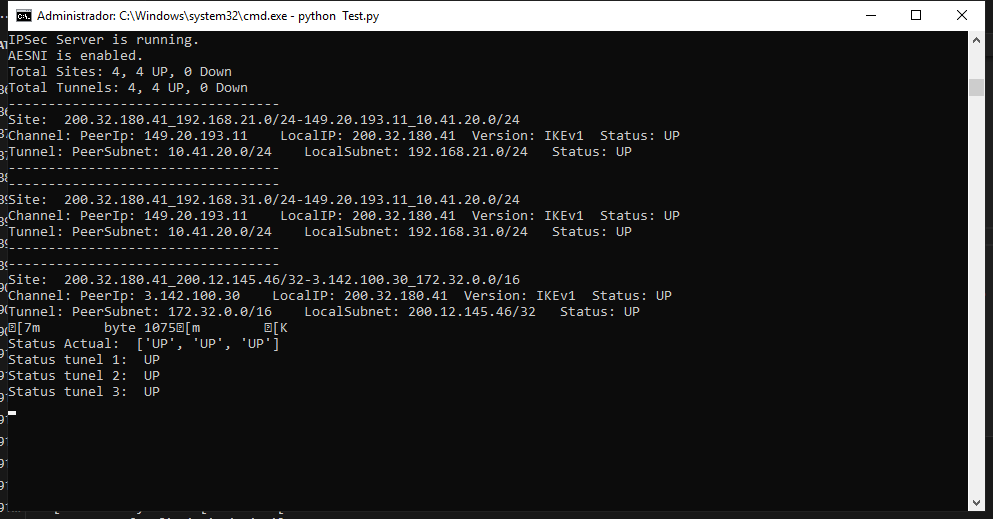 Administrador: C:\Windows\system32\cmd.exe - python  Test.py
IPSec Server is running.
AESNI is enabled.
Total Sites: 4, 4 UP, 0 Down
Total Tunnels: 4, 4 UP, 0 Down
----------------------------------
Site:  200.32.180.41_192.168.21.0/24-149.20.193.11_10.41.20.0/24
Channel: PeerIp: 149.20.193.11    LocalIP: 200.32.180.41  Version: IKEv1  Status: UP
Tunnel: PeerSubnet: 10.41.20.0/24    LocalSubnet: 192.168.21.0/24   Status: UP
----------------------------------
----------------------------------
Site:  200.32.180.41_192.168.31.0/24-149.20.193.11_10.41.20.0/24
Channel: PeerIp: 149.20.193.11    LocalIP: 200.32.180.41  Version: IKEv1  Status: UP
Tunnel: PeerSubnet: 10.41.20.0/24    LocalSubnet: 192.168.31.0/24   Status: UP
----------------------------------
----------------------------------
Site:  200.32.180.41_200.12.145.46/32-3.142.100.30_172.32.0.0/16
Channel: PeerIp: 3.142.100.30    LocalIP: 200.32.180.41  Version: IKEv1  Status: UP
Tunnel: PeerSubnet: 172.32.0.0/16    LocalSubnet: 200.12.145.46/32   Status: UP
[7m        byte 1075[m        [K
Status Actual:  ['UP', 'UP', 'UP']
Status tunel 1:  UP
Status tunel 2:  UP
Status tunel 3:  UP